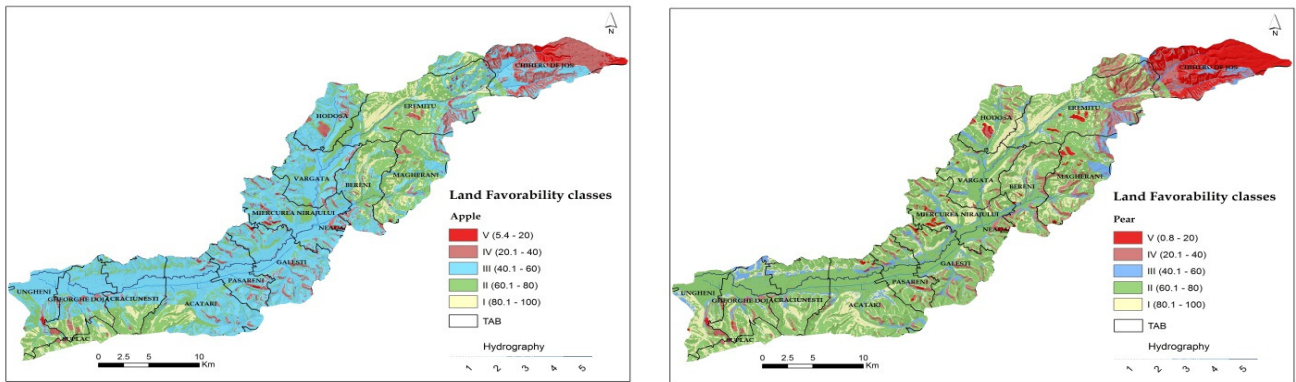 N
CHIHERU DE JOS
EREMITU
HODOSA
VARGATA
BERENI
MAGHERANI
MIERCUREA NIRAJULUI
NEAUA
GALESTI
PASARENI
UNGHENI
GHEORGHE DOJA
CRACIUNESTI
ACATARI
SUPLAC
Land Favorability classes
Apple
V (5.4 - 20)
IV (20.1 - 40)
III (40.1 - 60)
II (60.1 - 80)
I (80.1 - 100)
TAB
Hydrography
1 2 3 4 5
0 2.5 5 10
Km
N
CHIHERU DE JOS
EREMITU
HODOSA
VARGATA
BERENI
MAGHERANI
MIERCUREA NIRAJULUI
NEAUA
GALESTI
PASARENI
UNGHENI
GHEORGHE DOJA
CRACIUNESTI
ACATARI
SUPLAC
Land Favorability classes
Pear
V (0.8 - 20)
IV (20.1 - 40)
III (40.1 - 60)
II (60.1 - 80)
I (80.1 - 100)
TAB
Hydrography
1 2 3 4 5
0 2.5 5 10
Km